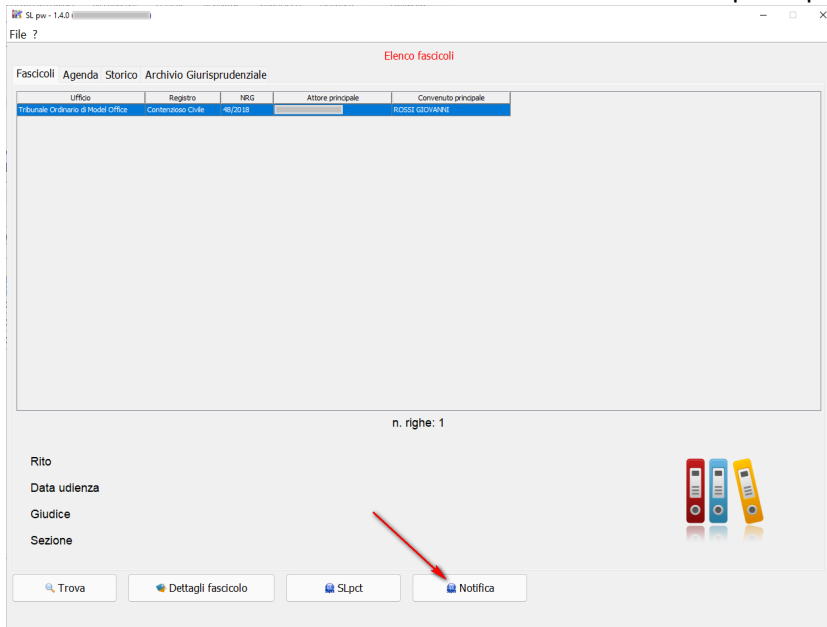 SL pw - 1.4.0 (
File ?
Elenco fascicoli
Fascicoli Agenda Storico Archivio Giurisprudenziale
Ufficio Registro NRG Attore principale Convenuto principale
Tribunale Ordinario di Model Office Contenzioso Civile 48/2018 ROSSI GIOVANNI
n. righe: 1
Rito
Data udienza
Giudice
Sezione
Trova Dettagli fascicolo SLpct Notifica